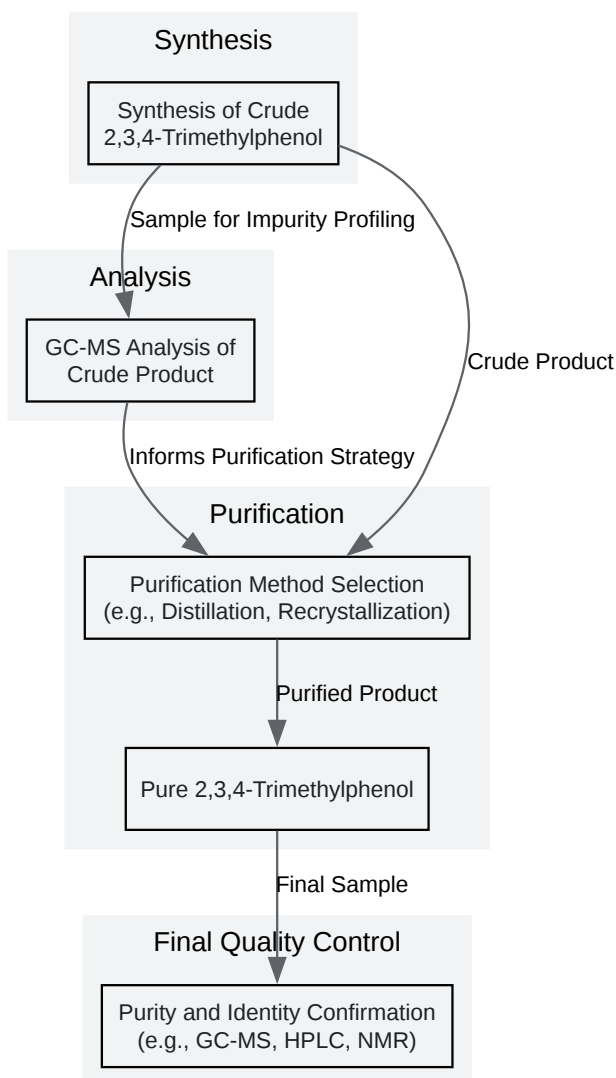 Synthesis
Synthesis of Crude
2,3,4-Trimethylphenol
Sample for Impurity Profiling
Analysis
GC-MS Analysis of
Crude Product
Crude Product
Informs Purification Strategy
Purification
Purification Method Selection
(e.g., Distillation, Recrystallization)
Purified Product
Pure 2,3,4-Trimethylphenol
Final Sample
Final Quality Control
Purity and Identity Confirmation
(e.g., GC-MS, HPLC, NMR)